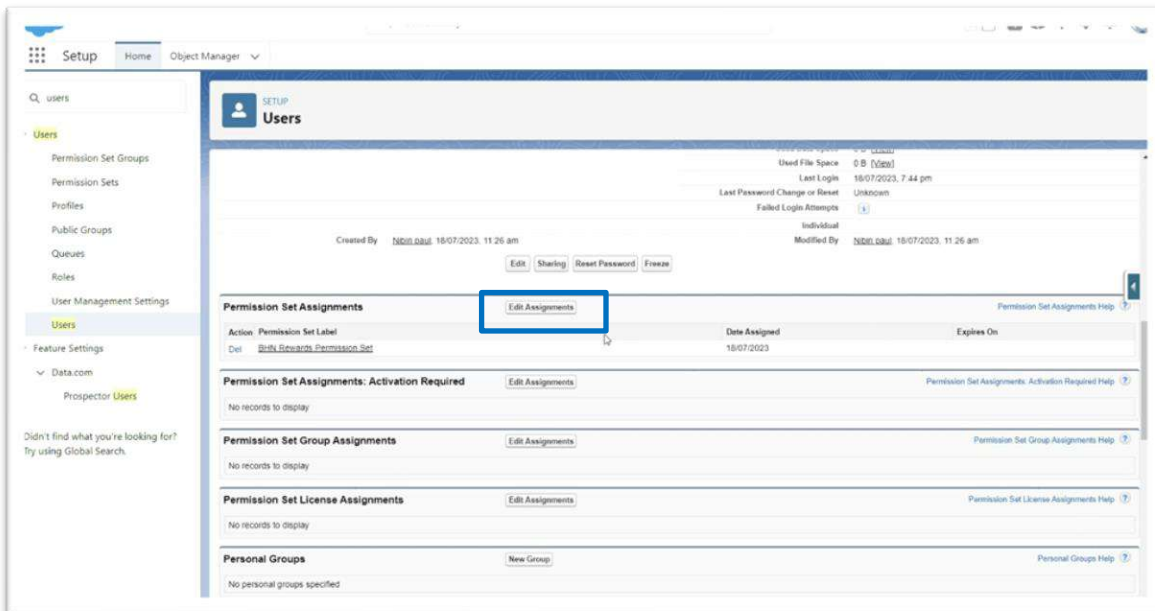 Setup Home Object Manager
users
Users
Permission Set Groups
Permission Sets
Profiles
Public Groups
Queues
Roles
User Management Settings
Users
Feature Settings
Data.com
Prospector Users
Didn't find what you're looking for?
Try using Global Search.
SETUP
Users
Used File Space 0 B [View]
Last Login 18/07/2023, 7:44 pm
Last Password Change or Reset Unknown
Failed Login Attempts
Individual
Created By Nibin paul, 18/07/2023, 11:26 am Modified By Nibin paul, 18/07/2023, 11:26 am
Edit Sharing Reset Password Freeze
Permission Set Assignments Edit Assignments Permission Set Assignments Help ?
Action Permission Set Label Date Assigned Expires On
Del BHN Rewards Permission Set 18/07/2023
Permission Set Assignments: Activation Required Edit Assignments Permission Set Assignments: Activation Required Help ?
No records to display
Permission Set Group Assignments Edit Assignments Permission Set Group Assignments Help ?
No records to display
Permission Set License Assignments Edit Assignments Permission Set License Assignments Help ?
No records to display
Personal Groups New Group Personal Groups Help ?
No personal groups specified